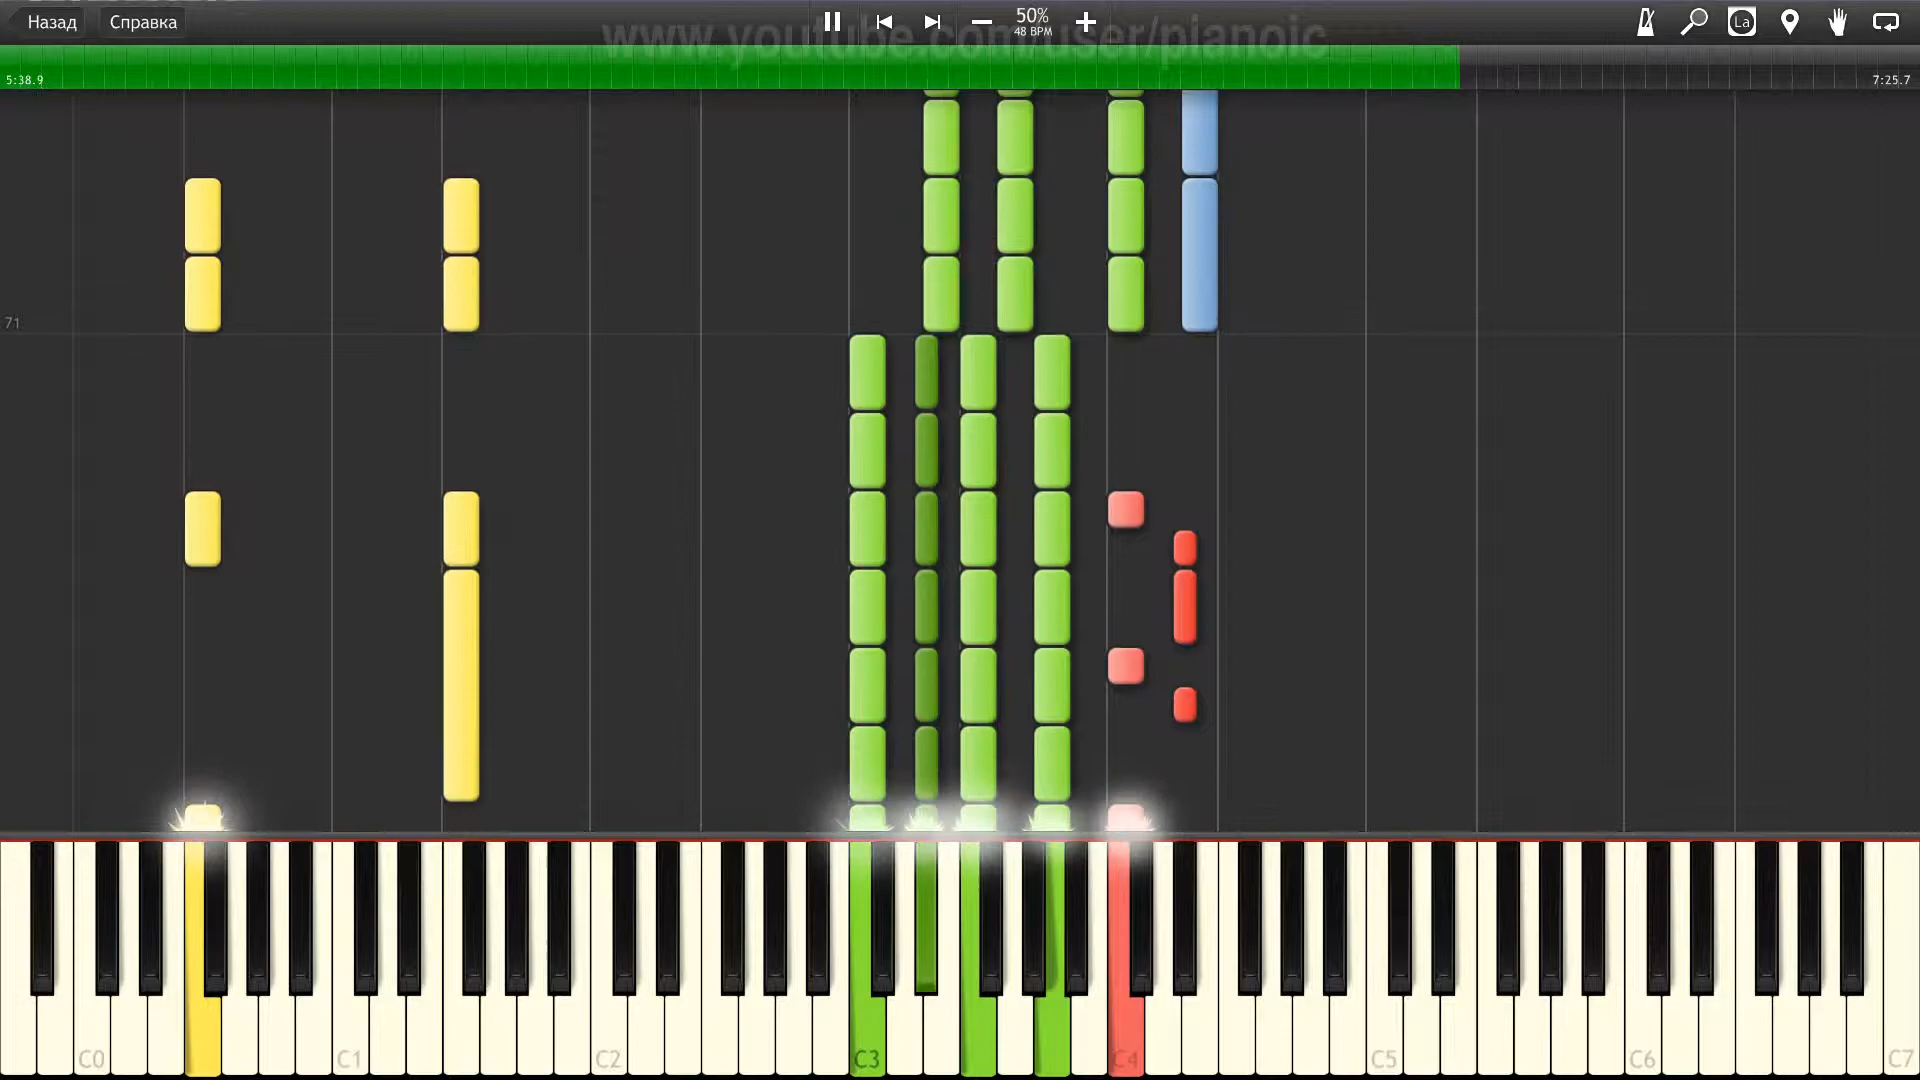 Назад Справка 50% La
48 BPM
www.youtube.com/user/pianoic
5:38.9 7:25.7
71
C0 C1 C2 C3 C4 C5 C6 C7